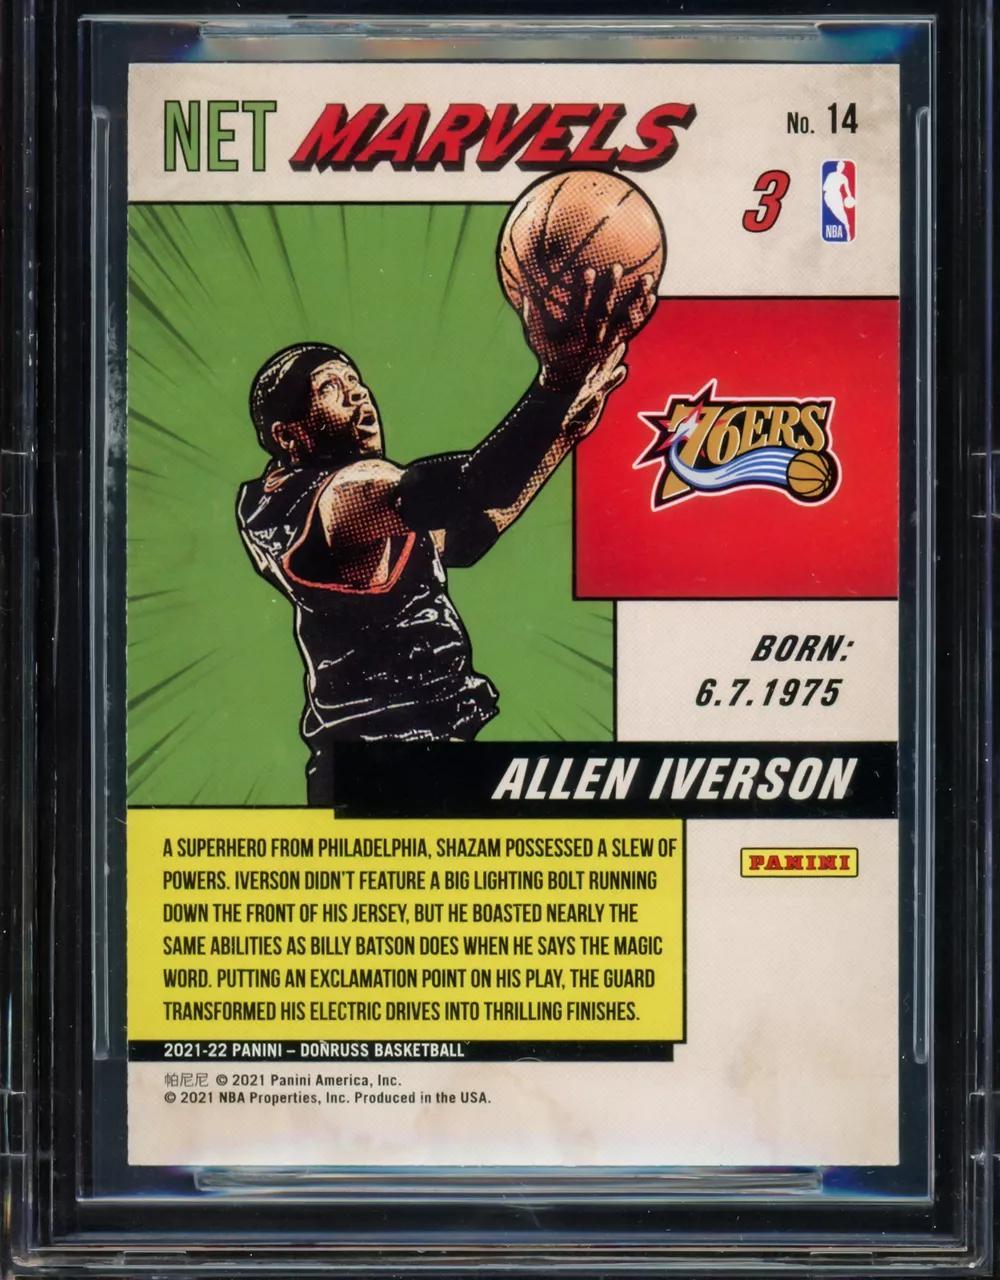 NET MARVELS
No. 14
3
NBA
76ERS
BORN:
6.7.1975
ALLEN IVERSON
A SUPERHERO FROM PHILADELPHIA, SHAZAM POSSESSED A SLEW OF
POWERS. IVERSON DIDN'T FEATURE A BIG LIGHTING BOLT RUNNING
DOWN THE FRONT OF HIS JERSEY, BUT HE BOASTED NEARLY THE
SAME ABILITIES AS BILLY BATSON DOES WHEN HE SAYS THE MAGIC
WORD. PUTTING AN EXCLAMATION POINT ON HIS PLAY, THE GUARD
TRANSFORMED HIS ELECTRIC DRIVES INTO THRILLING FINISHES.
PANINI
2021-22 PANINI – DONRUSS BASKETBALL
帕尼尼 © 2021 Panini America, Inc.
© 2021 NBA Properties, Inc. Produced in the USA.